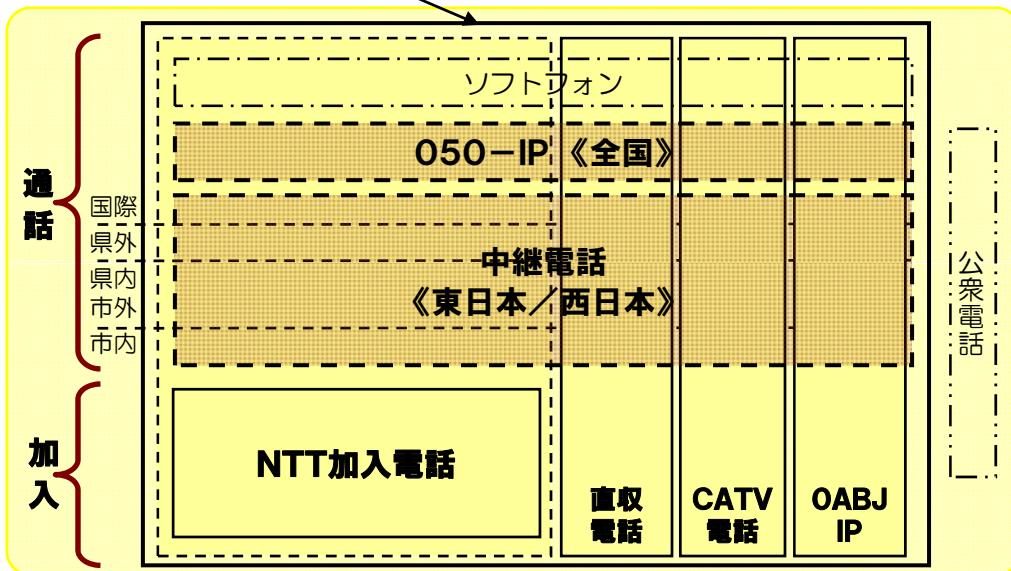 ソフトフォン
050−IP 《全国》
通話
国際
県外
県内
市外
市内
中継電話
《東日本／西日本》
公衆電話
加入
NTT加入電話
直収
電話
CATV
電話
0ABJ
IP